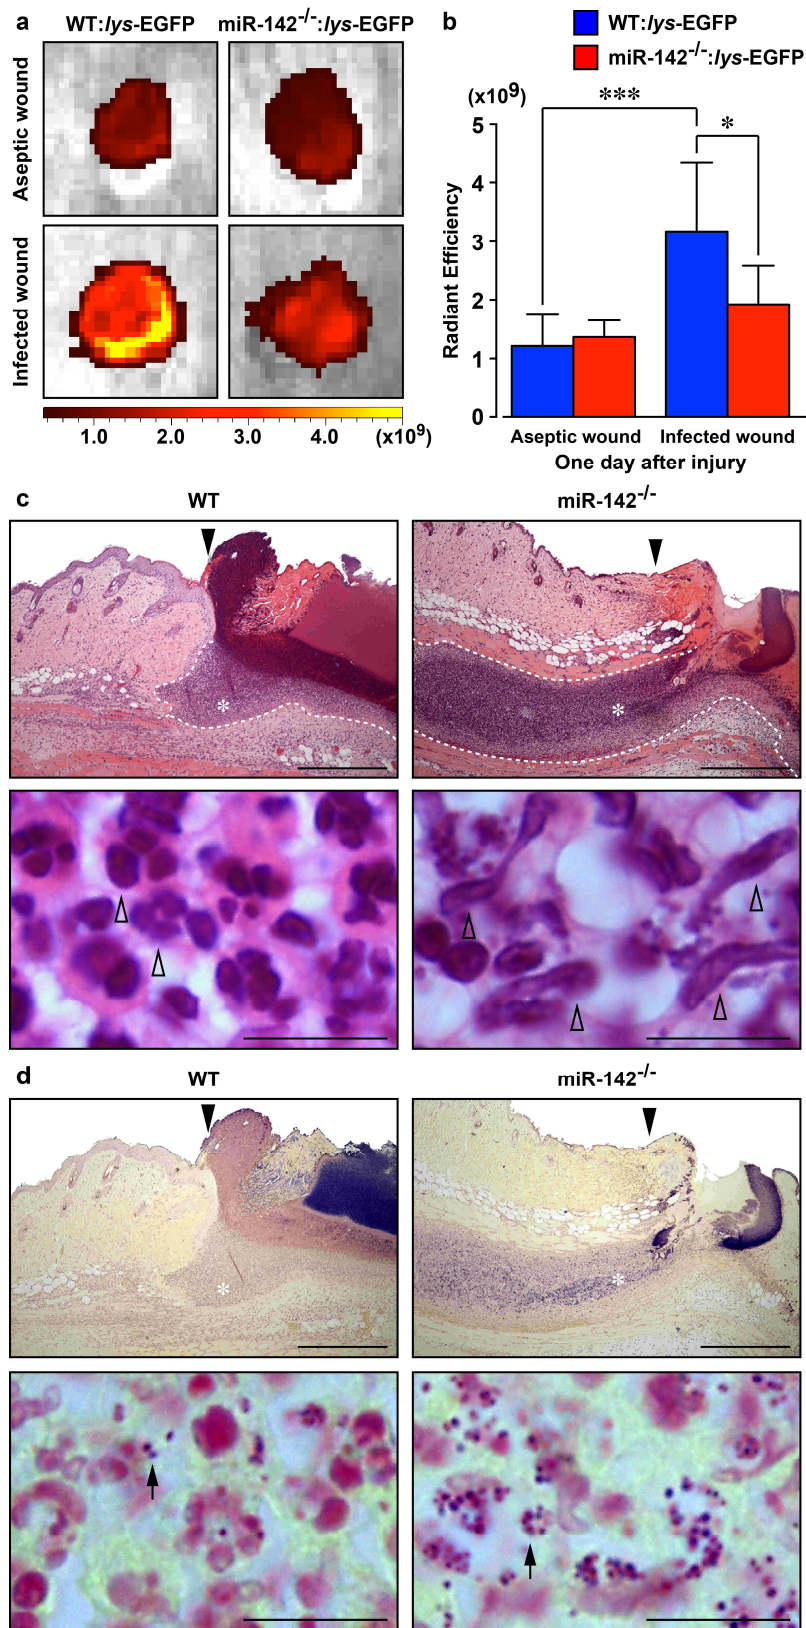 a
WT:lys-EGFP
miR-142-/-:lys-EGFP
Aseptic wound
Infected wound
1.0 2.0 3.0 4.0 (x10⁹)
b
WT:lys-EGFP
miR-142-/-:lys-EGFP
(x10⁹)
***
*
5
4
3
2
1
0
Radiant Efficiency
Aseptic wound Infected wound
One day after injury
c
WT
miR-142-/-
*
*
d
WT
miR-142-/-
*
*